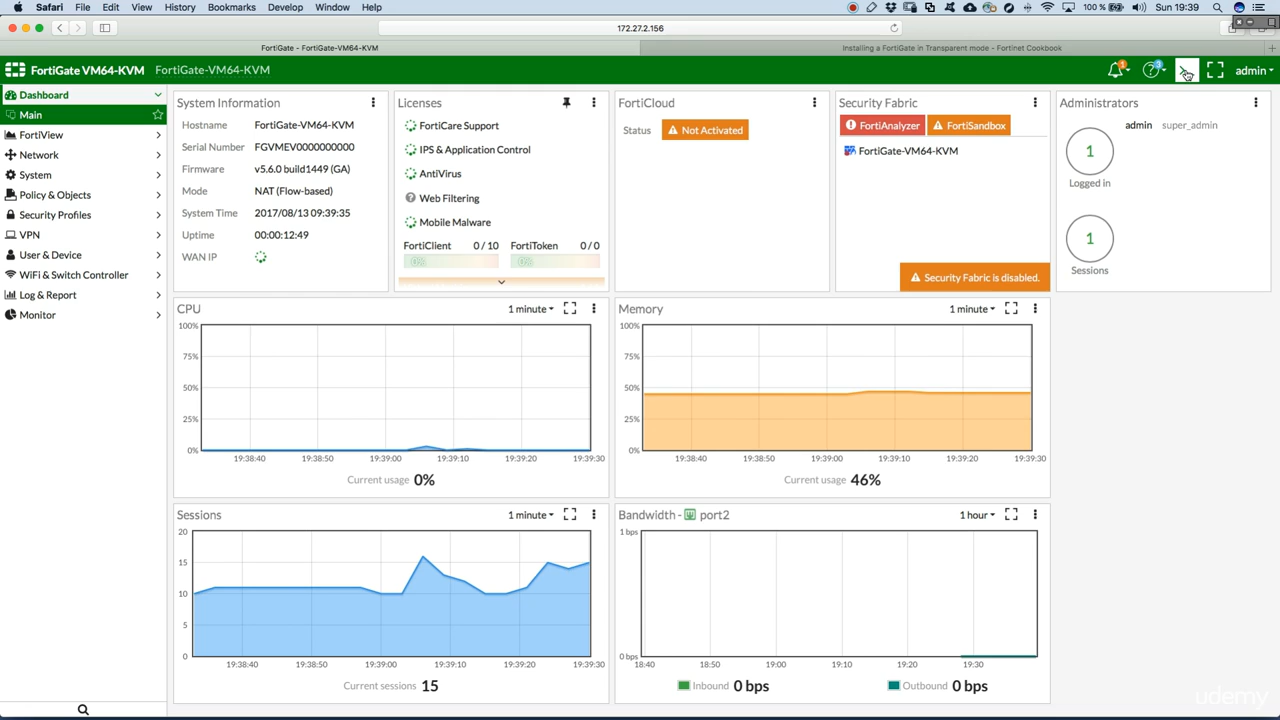 Safari File Edit View History Bookmarks Develop Window Help 100 % Sun 19:39
172.27.2.156
FortiGate - FortiGate-VM64-KVM
Installing a FortiGate in Transparent mode - Fortinet Cookbook
FortiGate VM64-KVM FortiGate-VM64-KVM 1 3 admin
Dashboard
Main
FortiView
Network
System
Policy & Objects
Security Profiles
VPN
User & Device
WiFi & Switch Controller
Log & Report
Monitor
System Information
Hostname FortiGate-VM64-KVM
Serial Number FGVMEV0000000000
Firmware v5.6.0 build1449 (GA)
Mode NAT (Flow-based)
System Time 2017/08/13 09:39:35
Uptime 00:00:12:49
WAN IP
Licenses
FortiCare Support
IPS & Application Control
AntiVirus
Web Filtering
Mobile Malware
FortiClient 0 / 10 FortiToken 0 / 0
0% 0%
FortiCloud
Status Not Activated
Security Fabric
FortiAnalyzer FortiSandbox
FortiGate-VM64-KVM
Security Fabric is disabled.
Administrators
admin super_admin
1
Logged in
1
Sessions
CPU 1 minute
100%
75%
50%
25%
0%
19:38:40 19:38:50 19:39:00 19:39:10 19:39:20 19:39:30
Current usage 0%
Memory 1 minute
100%
75%
50%
25%
0%
19:38:40 19:38:50 19:39:00 19:39:10 19:39:20 19:39:30
Current usage 46%
Sessions 1 minute
20
15
10
5
0
19:38:40 19:38:50 19:39:00 19:39:10 19:39:20 19:39:30
Current sessions 15
Bandwidth - port2 1 hour
1 bps
0 bps
18:40 18:50 19:00 19:10 19:20 19:30
Inbound 0 bps Outbound 0 bps
udemy